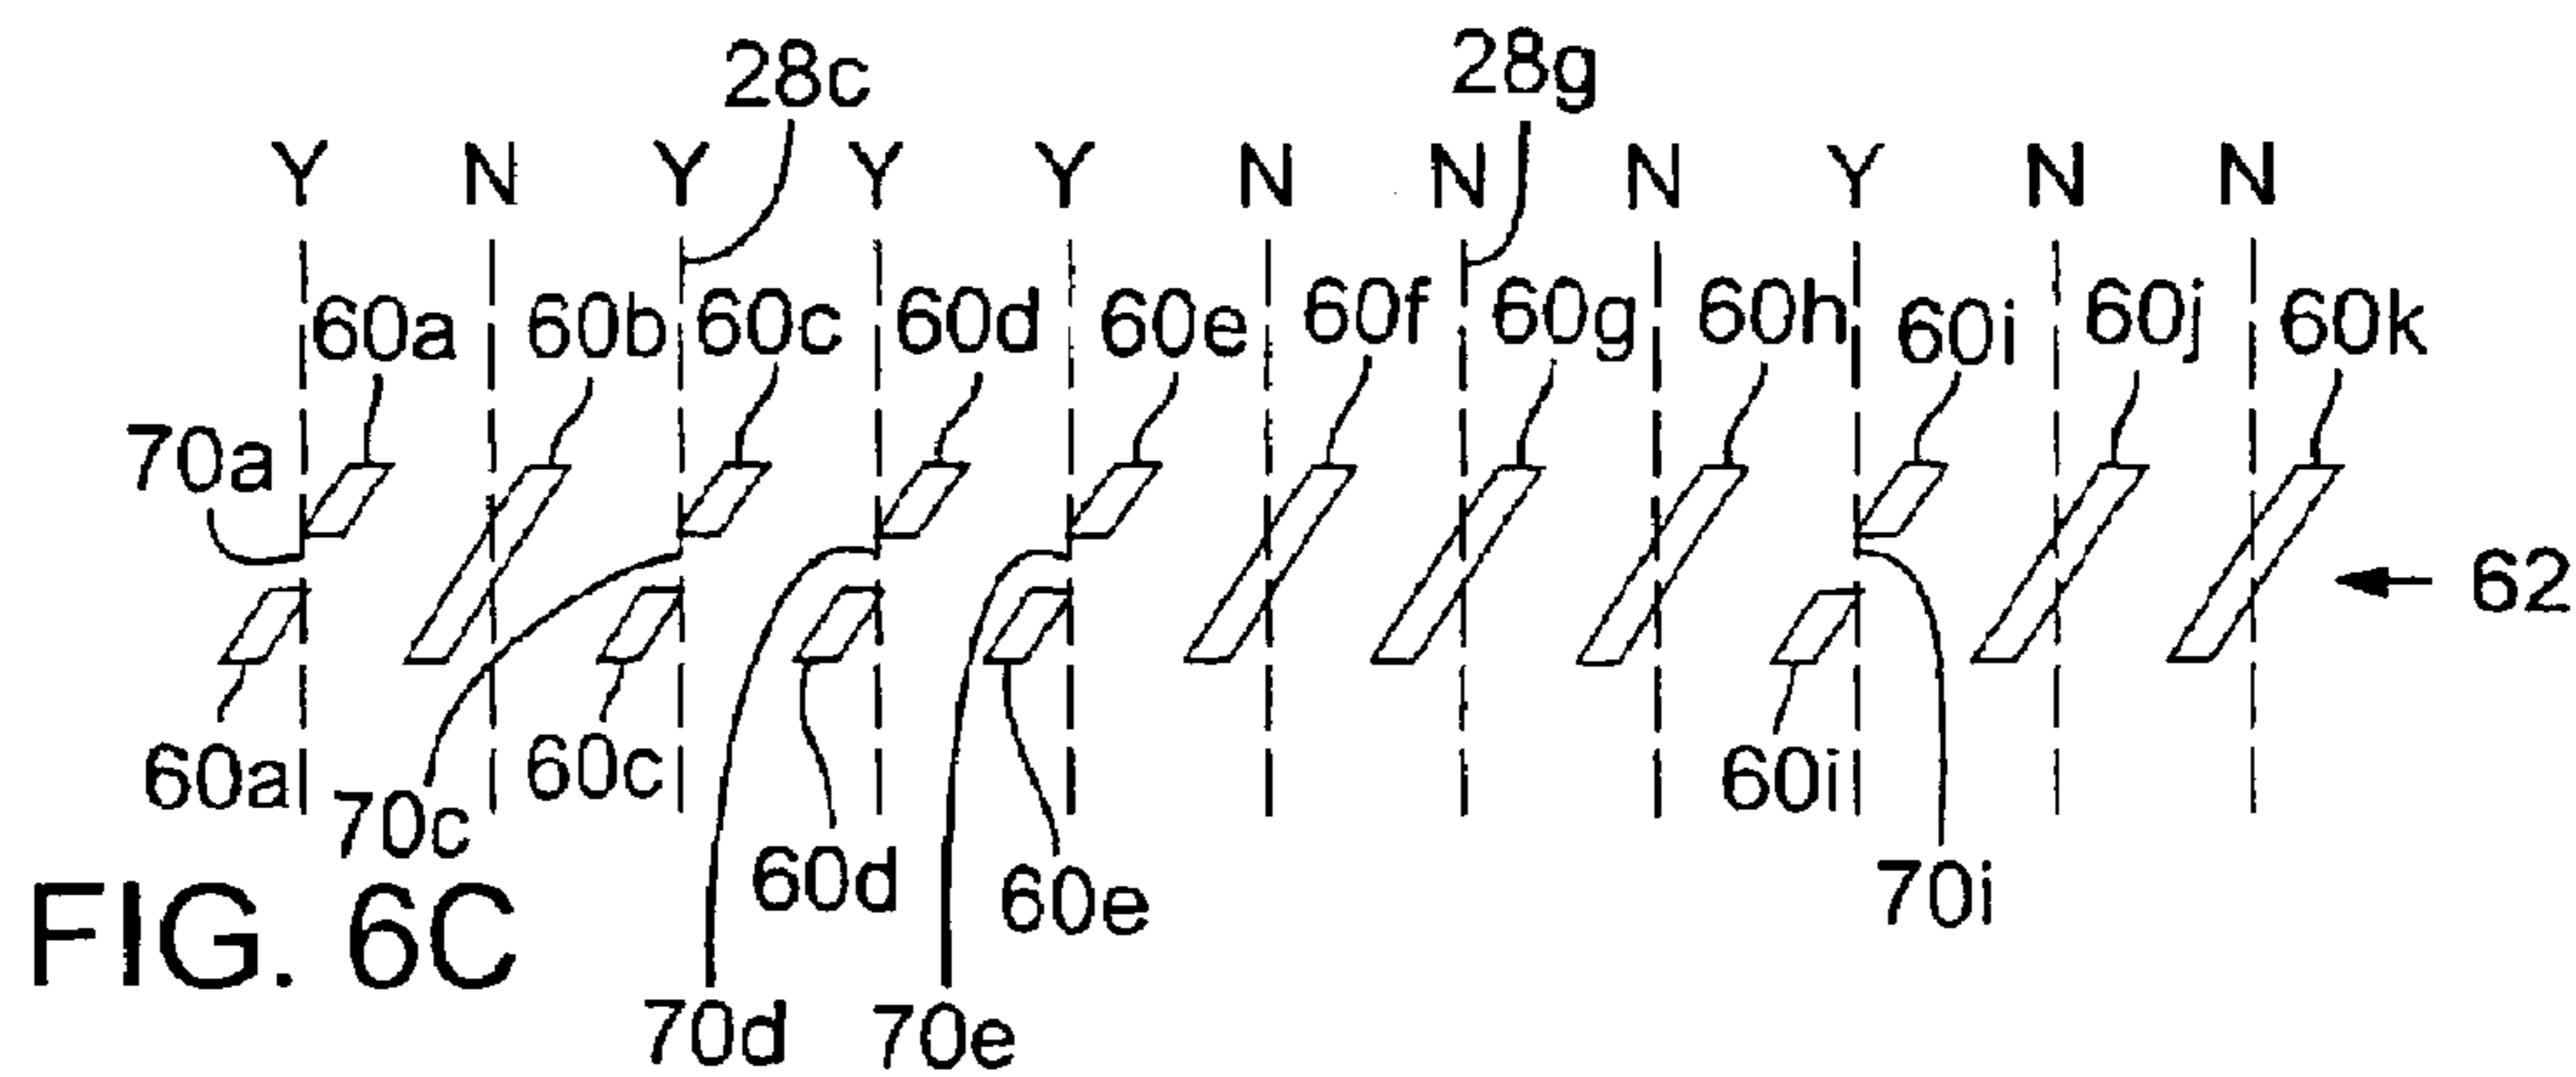 28c 28g
Y N Y Y Y N N N Y N N
60a 60b 60c 60d 60e 60f 60g 60h 60i 60j 60k
70a
62
60a 70c 60c 60d 60e 60i 70i
FIG. 6C
70d 70e